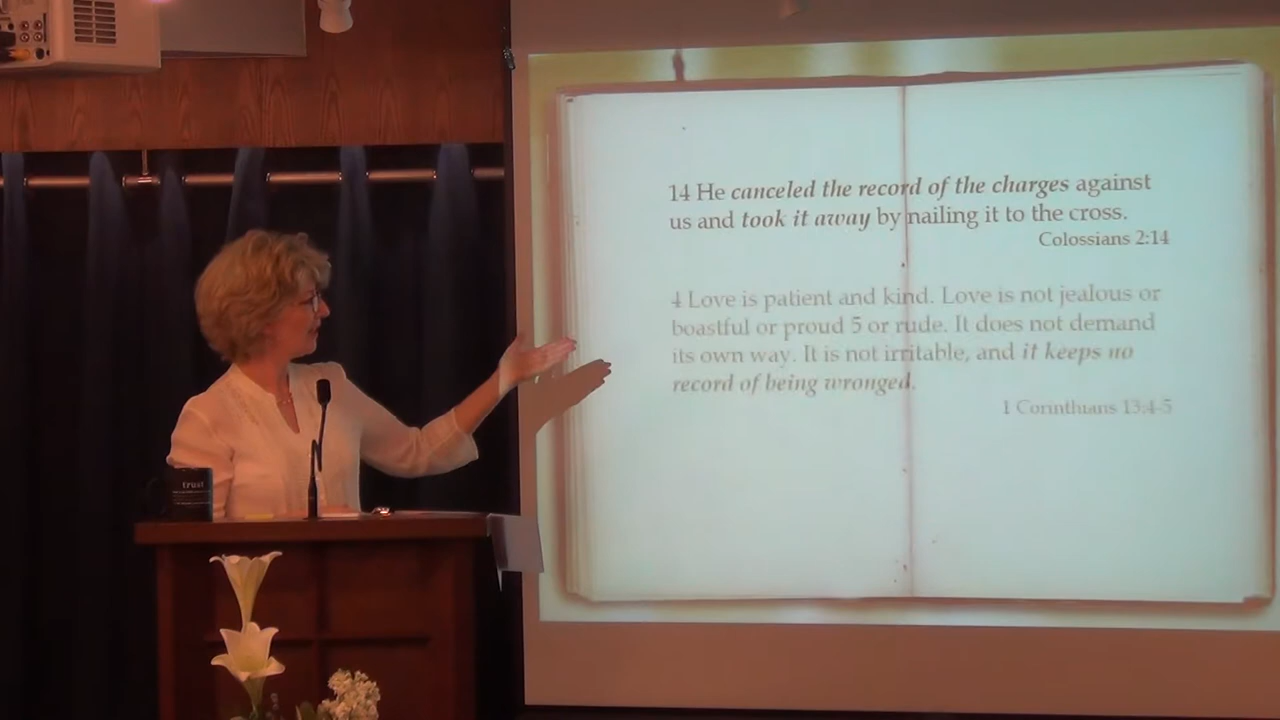 14 He canceled the record of the charges against
us and took it away by nailing it to the cross.
Colossians 2:14
4 Love is patient and kind. Love is not jealous or
boastful or proud 5 or rude. It does not demand
its own way. It is not irritable, and it keeps no
record of being wronged.
1 Corinthians 13:4-5
trust